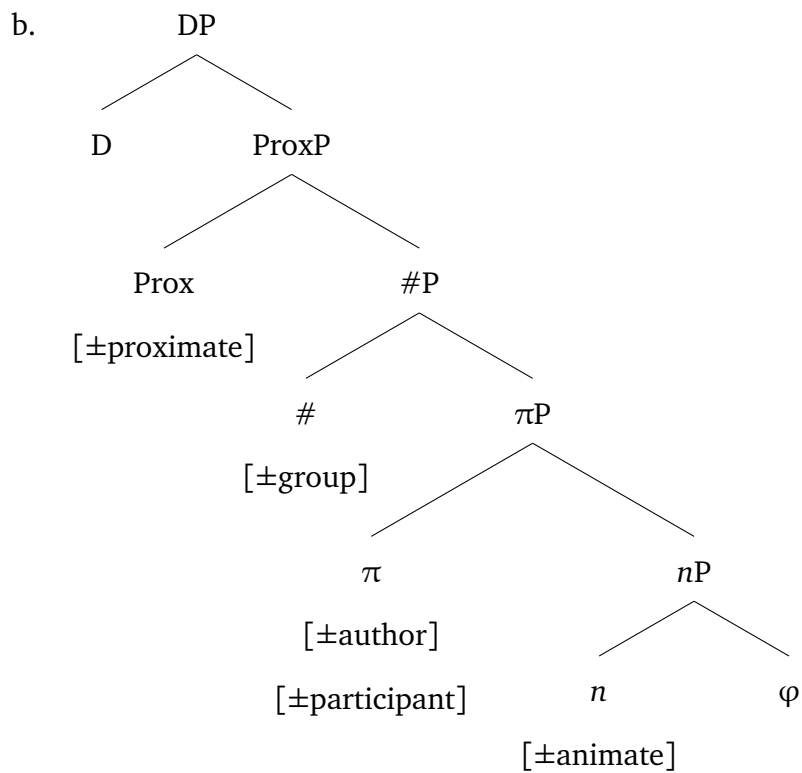 b. DP
D ProxP
Prox #P
[±proximate]
# πP
[±group]
π nP
[±author]
[±participant] n φ
[±animate]